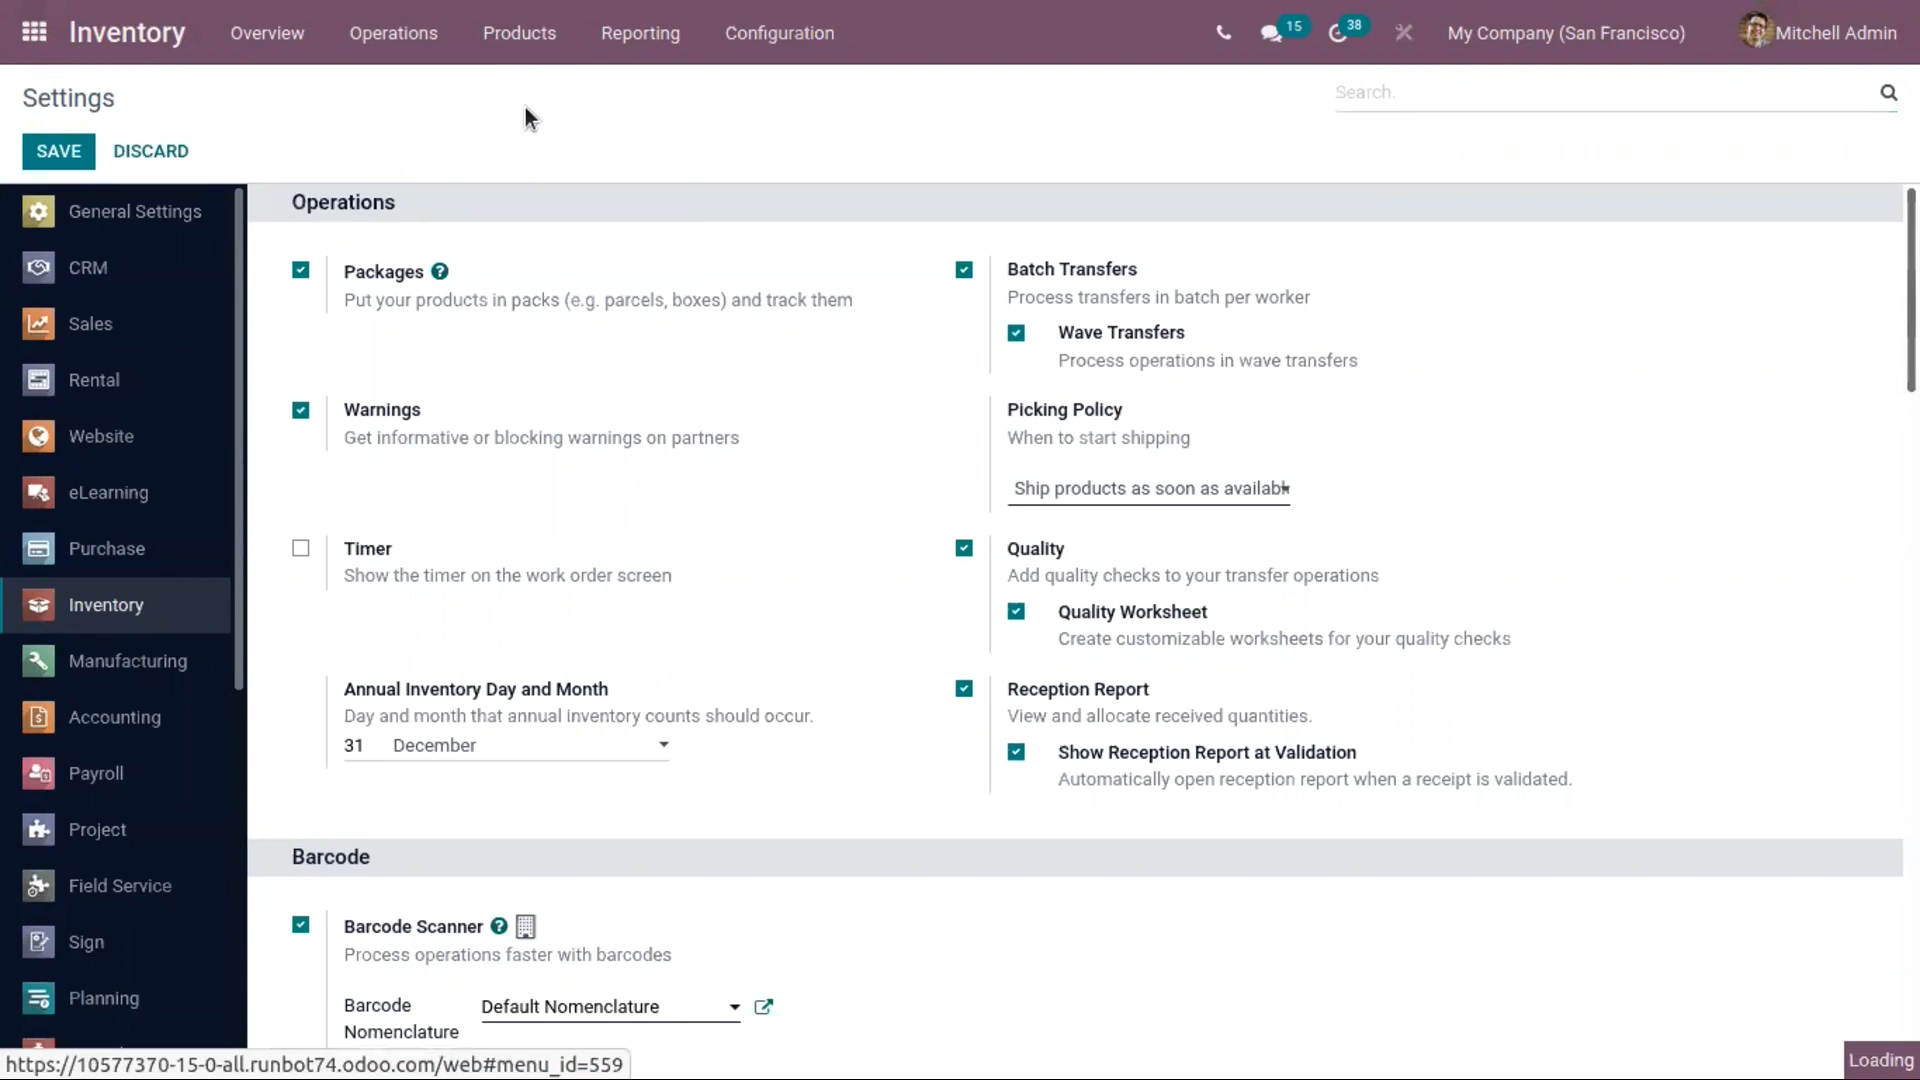 Inventory Overview Operations Products Reporting Configuration 15 38 My Company (San Francisco) Mitchell Admin
Settings
Search.
SAVE DISCARD
General Settings
CRM
Sales
Rental
Website
eLearning
Purchase
Inventory
Manufacturing
Accounting
Payroll
Project
Field Service
Sign
Planning
Operations
Packages ?
Put your products in packs (e.g. parcels, boxes) and track them
Batch Transfers
Process transfers in batch per worker
Wave Transfers
Process operations in wave transfers
Warnings
Get informative or blocking warnings on partners
Picking Policy
When to start shipping
Ship products as soon as availabl
Timer
Show the timer on the work order screen
Quality
Add quality checks to your transfer operations
Quality Worksheet
Create customizable worksheets for your quality checks
Annual Inventory Day and Month
Day and month that annual inventory counts should occur.
31 December
Reception Report
View and allocate received quantities.
Show Reception Report at Validation
Automatically open reception report when a receipt is validated.
Barcode
Barcode Scanner ?
Process operations faster with barcodes
Barcode
Nomenclature
Default Nomenclature
https://10577370-15-0-all.runbot74.odoo.com/web#menu_id=559
Loading